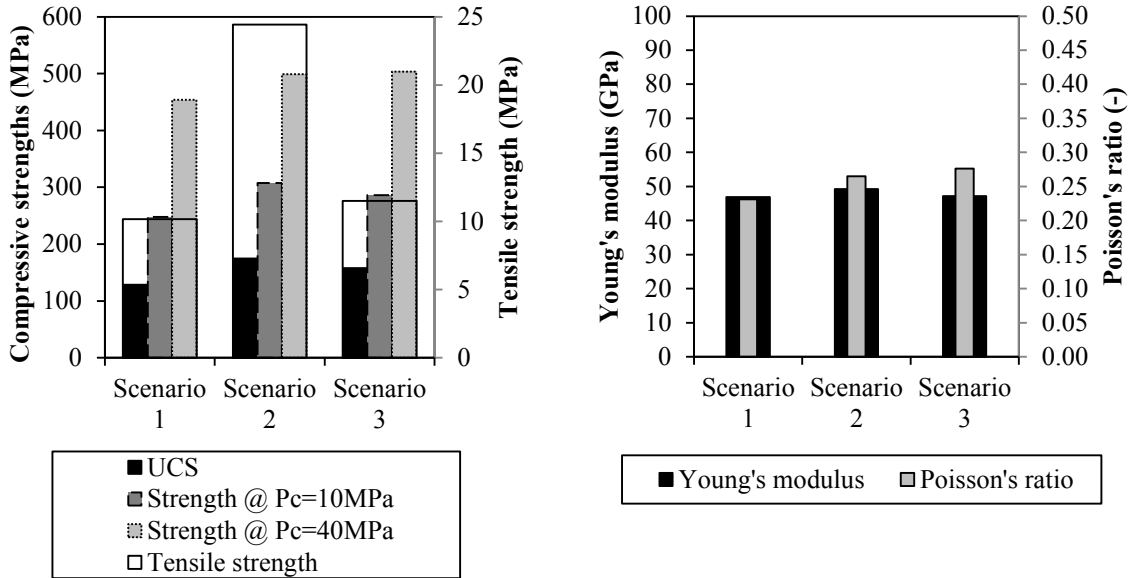 Compressive strengths (MPa)
600
500
400
300
200
100
0
25
20
15
10
5
0
Tensile strength (MPa)
Scenario 1
Scenario 2
Scenario 3
UCS
Strength @ Pc=10MPa
Strength @ Pc=40MPa
Tensile strength
Young's modulus (GPa)
100
90
80
70
60
50
40
30
20
10
0
0.50
0.45
0.40
0.35
0.30
0.25
0.20
0.15
0.10
0.05
0.00
Poisson's ratio (-)
Scenario 1
Scenario 2
Scenario 3
Young's modulus
Poisson's ratio